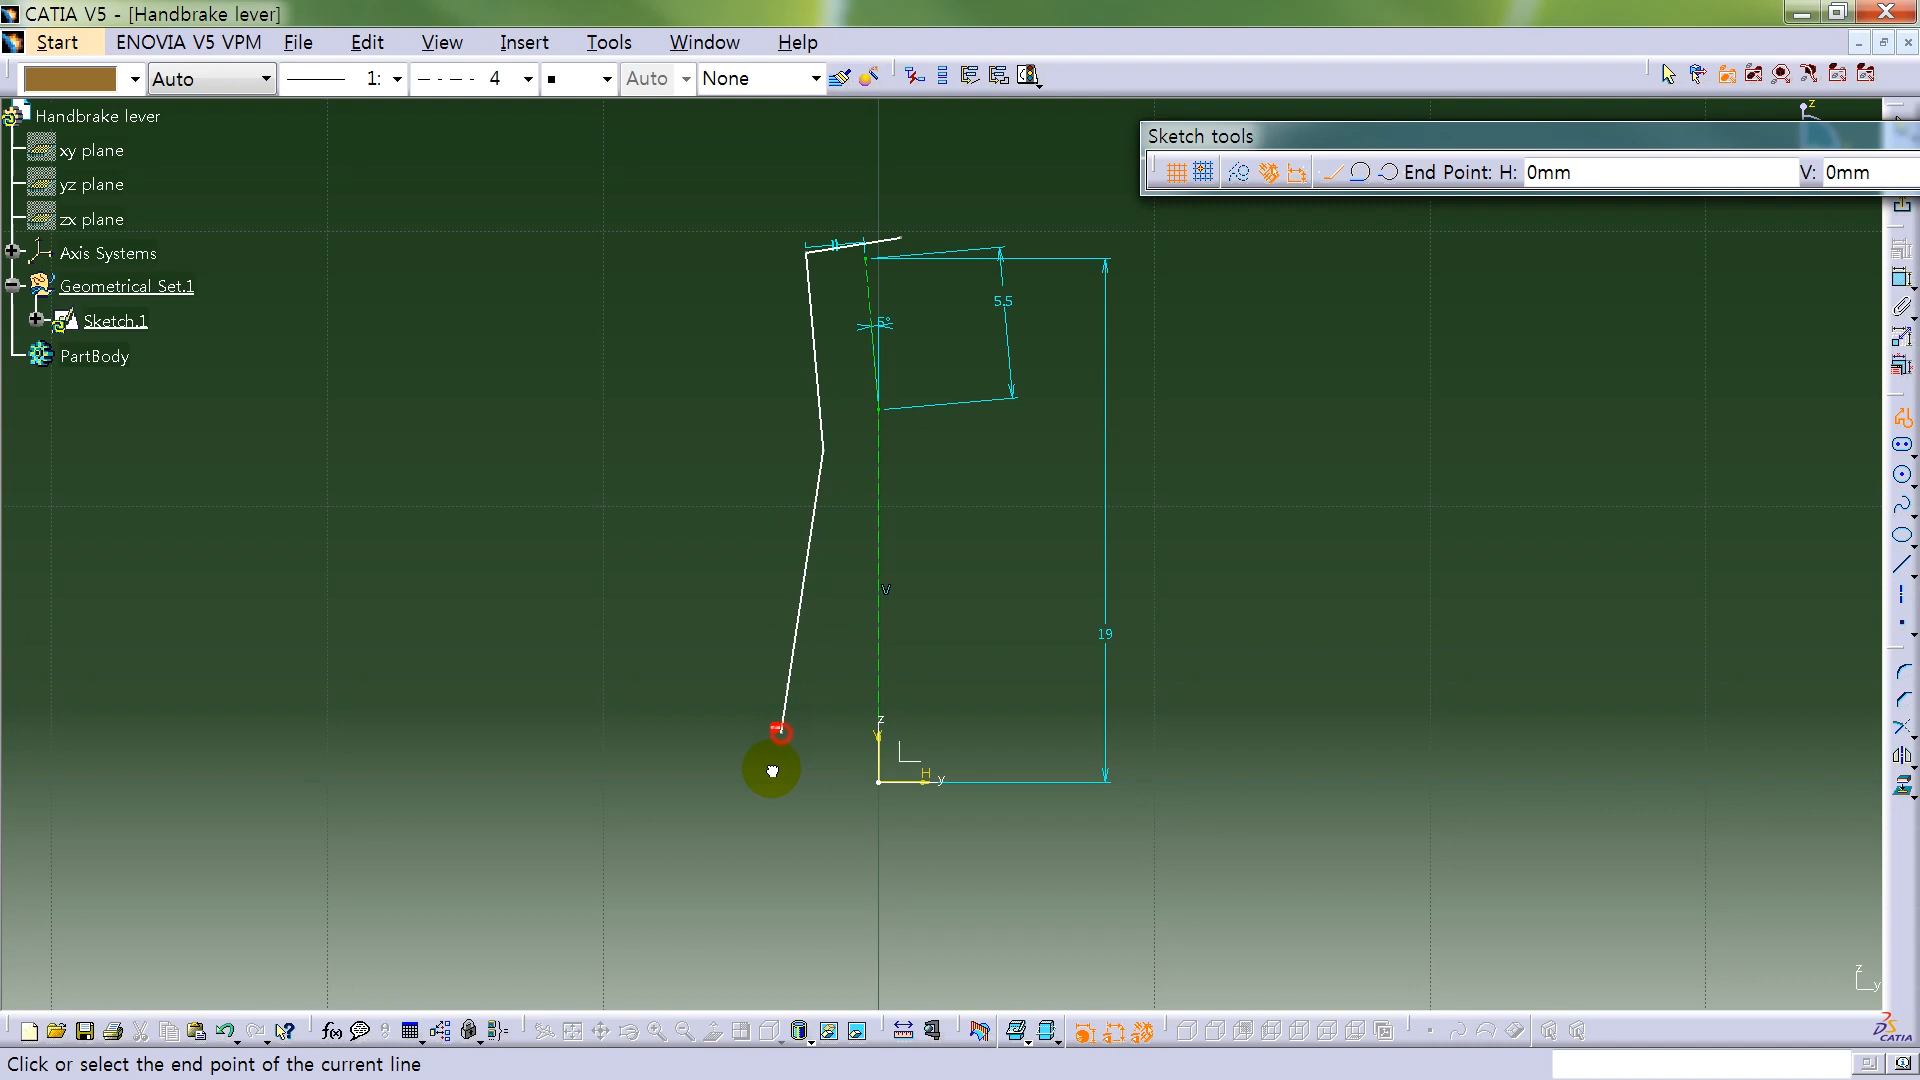 CATIA V5 - [Handbrake lever]
Start ENOVIA V5 VPM File Edit View Insert Tools Window Help
Auto 1: 4 Auto None
Handbrake lever
xy plane
yz plane
zx plane
Axis Systems
Geometrical Set.1
Sketch.1
PartBody
Sketch tools
End Point: H: 0mm V: 0mm
z
5.5
5°
V
19
z
V
H
y
z
y
f(x)
CATIA
Click or select the end point of the current line